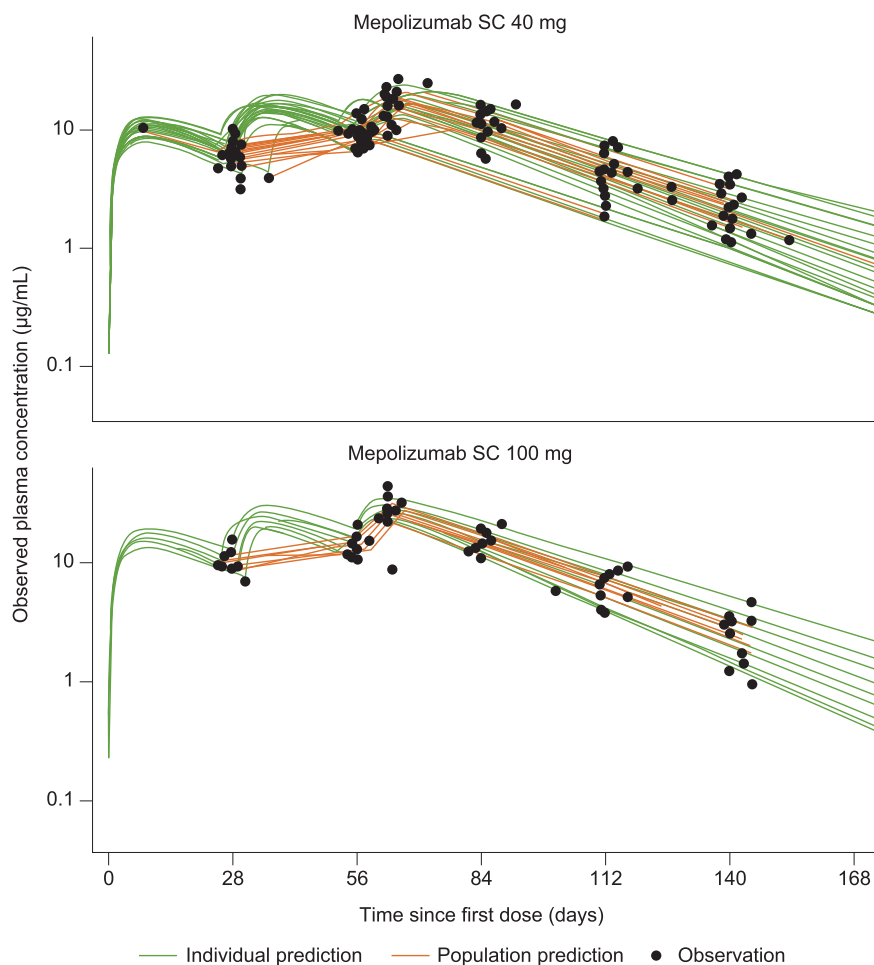 Mepolizumab SC 40 mg
10
1
0.1
Observed plasma concentration (µg/mL)
Mepolizumab SC 100 mg
10
1
0.1
0 28 56 84 112 140 168
Time since first dose (days)
Individual prediction Population prediction Observation